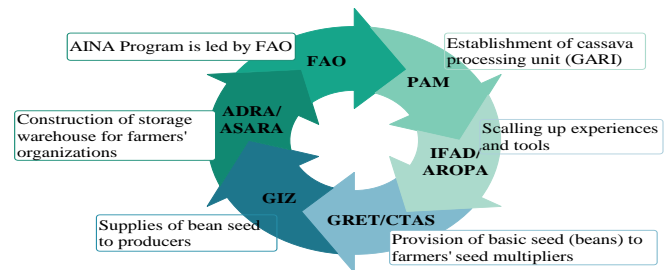 AINA Program is led by FAO
FAO
Establishment of cassava
processing unit (GARI)
PAM
ADRA/
ASARA
Construction of storage
warehouse for farmers'
organizations
Scalling up experiences
and tools
IFAD/
AROPA
GIZ
GRET/CTAS
Supplies of bean seed
to producers
Provision of basic seed (beans) to
farmers' seed multipliers